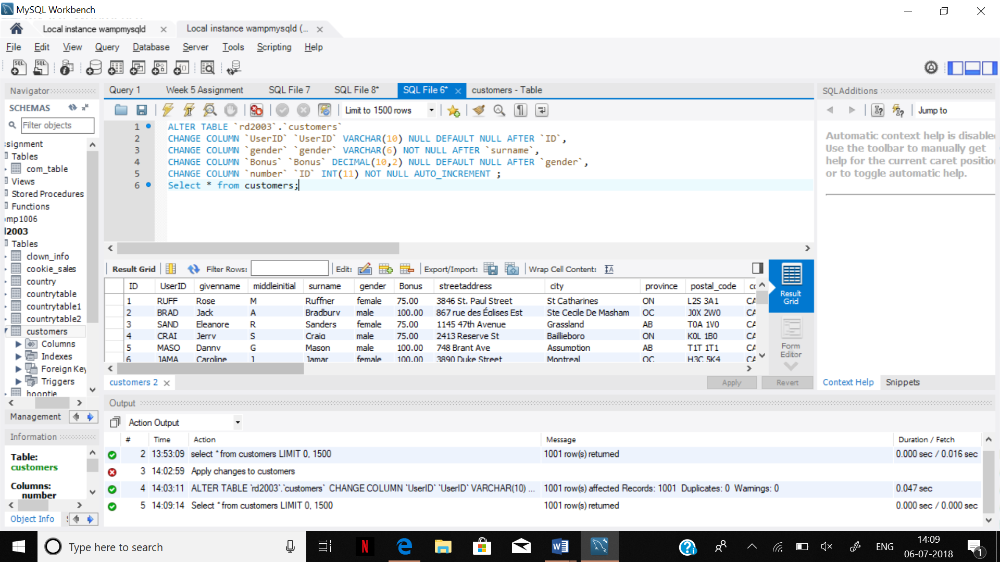 MySQL Workbench
Local instance wampmysqld
Local instance wampmysqld (...
File Edit View Query Database Server Tools Scripting Help
Navigator
SCHEMAS
Filter objects
ssignment
Tables
com_table
Views
Stored Procedures
Functions
omp1006
d2003
Tables
clown_info
cookie_sales
country
countrytable
countrytable1
countrytable2
customers
Columns
Indexes
Foreign Key
Triggers
hooptie
Management
Information
Table:
customers
Columns:
number
Object Info
Query 1 Week 5 Assignment SQL File 7 SQL File 8* SQL File 6* customers - Table
Limit to 1500 rows
1 ALTER TABLE `rd2003`.`customers`
2 CHANGE COLUMN `UserID` `UserID` VARCHAR(10) NULL DEFAULT NULL AFTER `ID`,
3 CHANGE COLUMN `gender` `gender` VARCHAR(6) NOT NULL AFTER `surname`,
4 CHANGE COLUMN `Bonus` `Bonus` DECIMAL(10,2) NULL DEFAULT NULL AFTER `gender`,
5 CHANGE COLUMN `number` `ID` INT(11) NOT NULL AUTO_INCREMENT ;
6 Select * from customers;
SQLAdditions
Jump to
Automatic context help is disabled
Use the toolbar to manually get
help for the current caret position
or to toggle automatic help.
Result Grid Filter Rows: Edit: Export/Import: Wrap Cell Content:
ID UserID givenname middleinitial surname gender Bonus streetaddress city province postal_code co
1 RUFF Rose M Ruffner female 75.00 3846 St. Paul Street St Catharines ON L2S 3A1 CA
2 BRAD Jack A Bradbury male 100.00 867 rue des Églises Est Ste Cecile De Masham QC J0X 2W0 CA
3 SAND Eleanore R Sanders female 75.00 1145 47th Avenue Grassland AB T0A 1V0 CA
4 CRAI Jerry S Craig male 75.00 2413 Reserve St Bailieboro ON K0L 1B0 CA
5 MASO Danny G Mason male 100.00 748 Brant Ave Assumption AB T1T 1T1 CA
6 JAMA Caroline J Jamar female 100.00 3890 Duke Street Montreal QC H3C 5K4 CA
Result
Grid
Form
Editor
customers 2
Apply Revert
Context Help Snippets
Output
Action Output
# Time Action Message Duration / Fetch
2 13:53:09 select * from customers LIMIT 0, 1500 1001 row(s) returned 0.000 sec / 0.016 sec
3 14:02:59 Apply changes to customers
4 14:03:11 ALTER TABLE `rd2003`.`customers` CHANGE COLUMN `UserID` `UserID` VARCHAR(10) ... 1001 row(s) affected Records: 1001 Duplicates: 0 Warnings: 0 0.047 sec
5 14:09:14 Select * from customers LIMIT 0, 1500 1001 row(s) returned 0.000 sec / 0.000 sec
Type here to search
ENG
14:09
06-07-2018
1